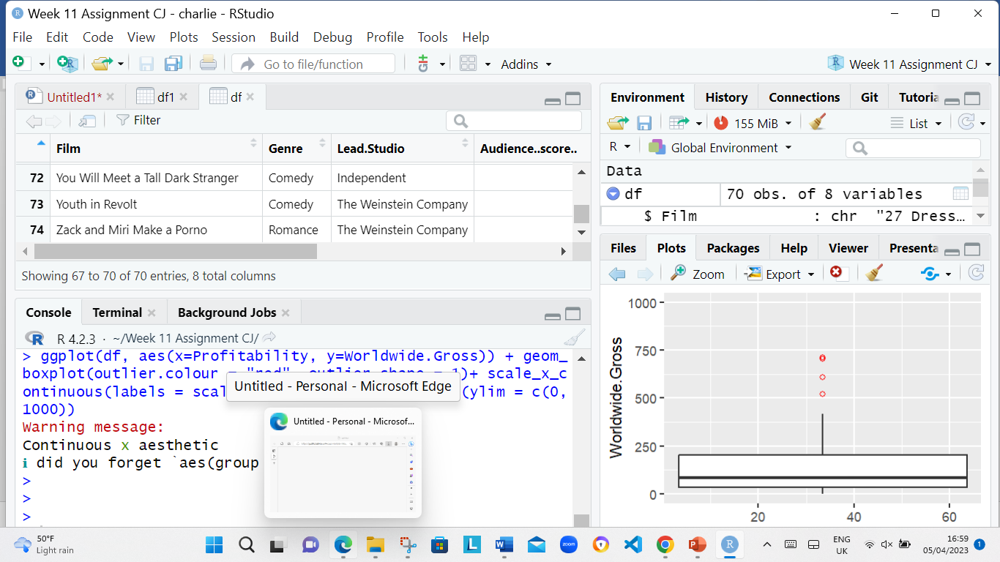 Week 11 Assignment CJ - charlie - RStudio
File Edit Code View Plots Session Build Debug Profile Tools Help
Go to file/function Addins Week 11 Assignment CJ
Untitled1* df1 df
Filter
Film Genre Lead.Studio Audience..score..
72 You Will Meet a Tall Dark Stranger Comedy Independent
73 Youth in Revolt Comedy The Weinstein Company
74 Zack and Miri Make a Porno Romance The Weinstein Company
Showing 67 to 70 of 70 entries, 8 total columns
Console Terminal Background Jobs
R 4.2.3 · ~/Week 11 Assignment CJ/
> ggplot(df, aes(x=Profitability, y=Worldwide.Gross)) + geom_
boxplot(outlier.colour = "red", outlier.shape = 1)+ scale_x_c
ontinuous(labels = scal (ylim = c(0,
1000))
Warning message:
Continuous x aesthetic
i did you forget `aes(group
>
>
>
Untitled - Personal - Microsoft Edge
Untitled - Personal - Microsof...
Environment History Connections Git Tutoria
155 MiB List
R Global Environment
Data
df 70 obs. of 8 variables
$ Film : chr "27 Dress…
Files Plots Packages Help Viewer Presenta
Zoom Export
Worldwide.Gross
1000
750
500
250
0
20 40 60
50°F
Light rain
L W zoom P R
ENG
UK
16:59
05/04/2023
1